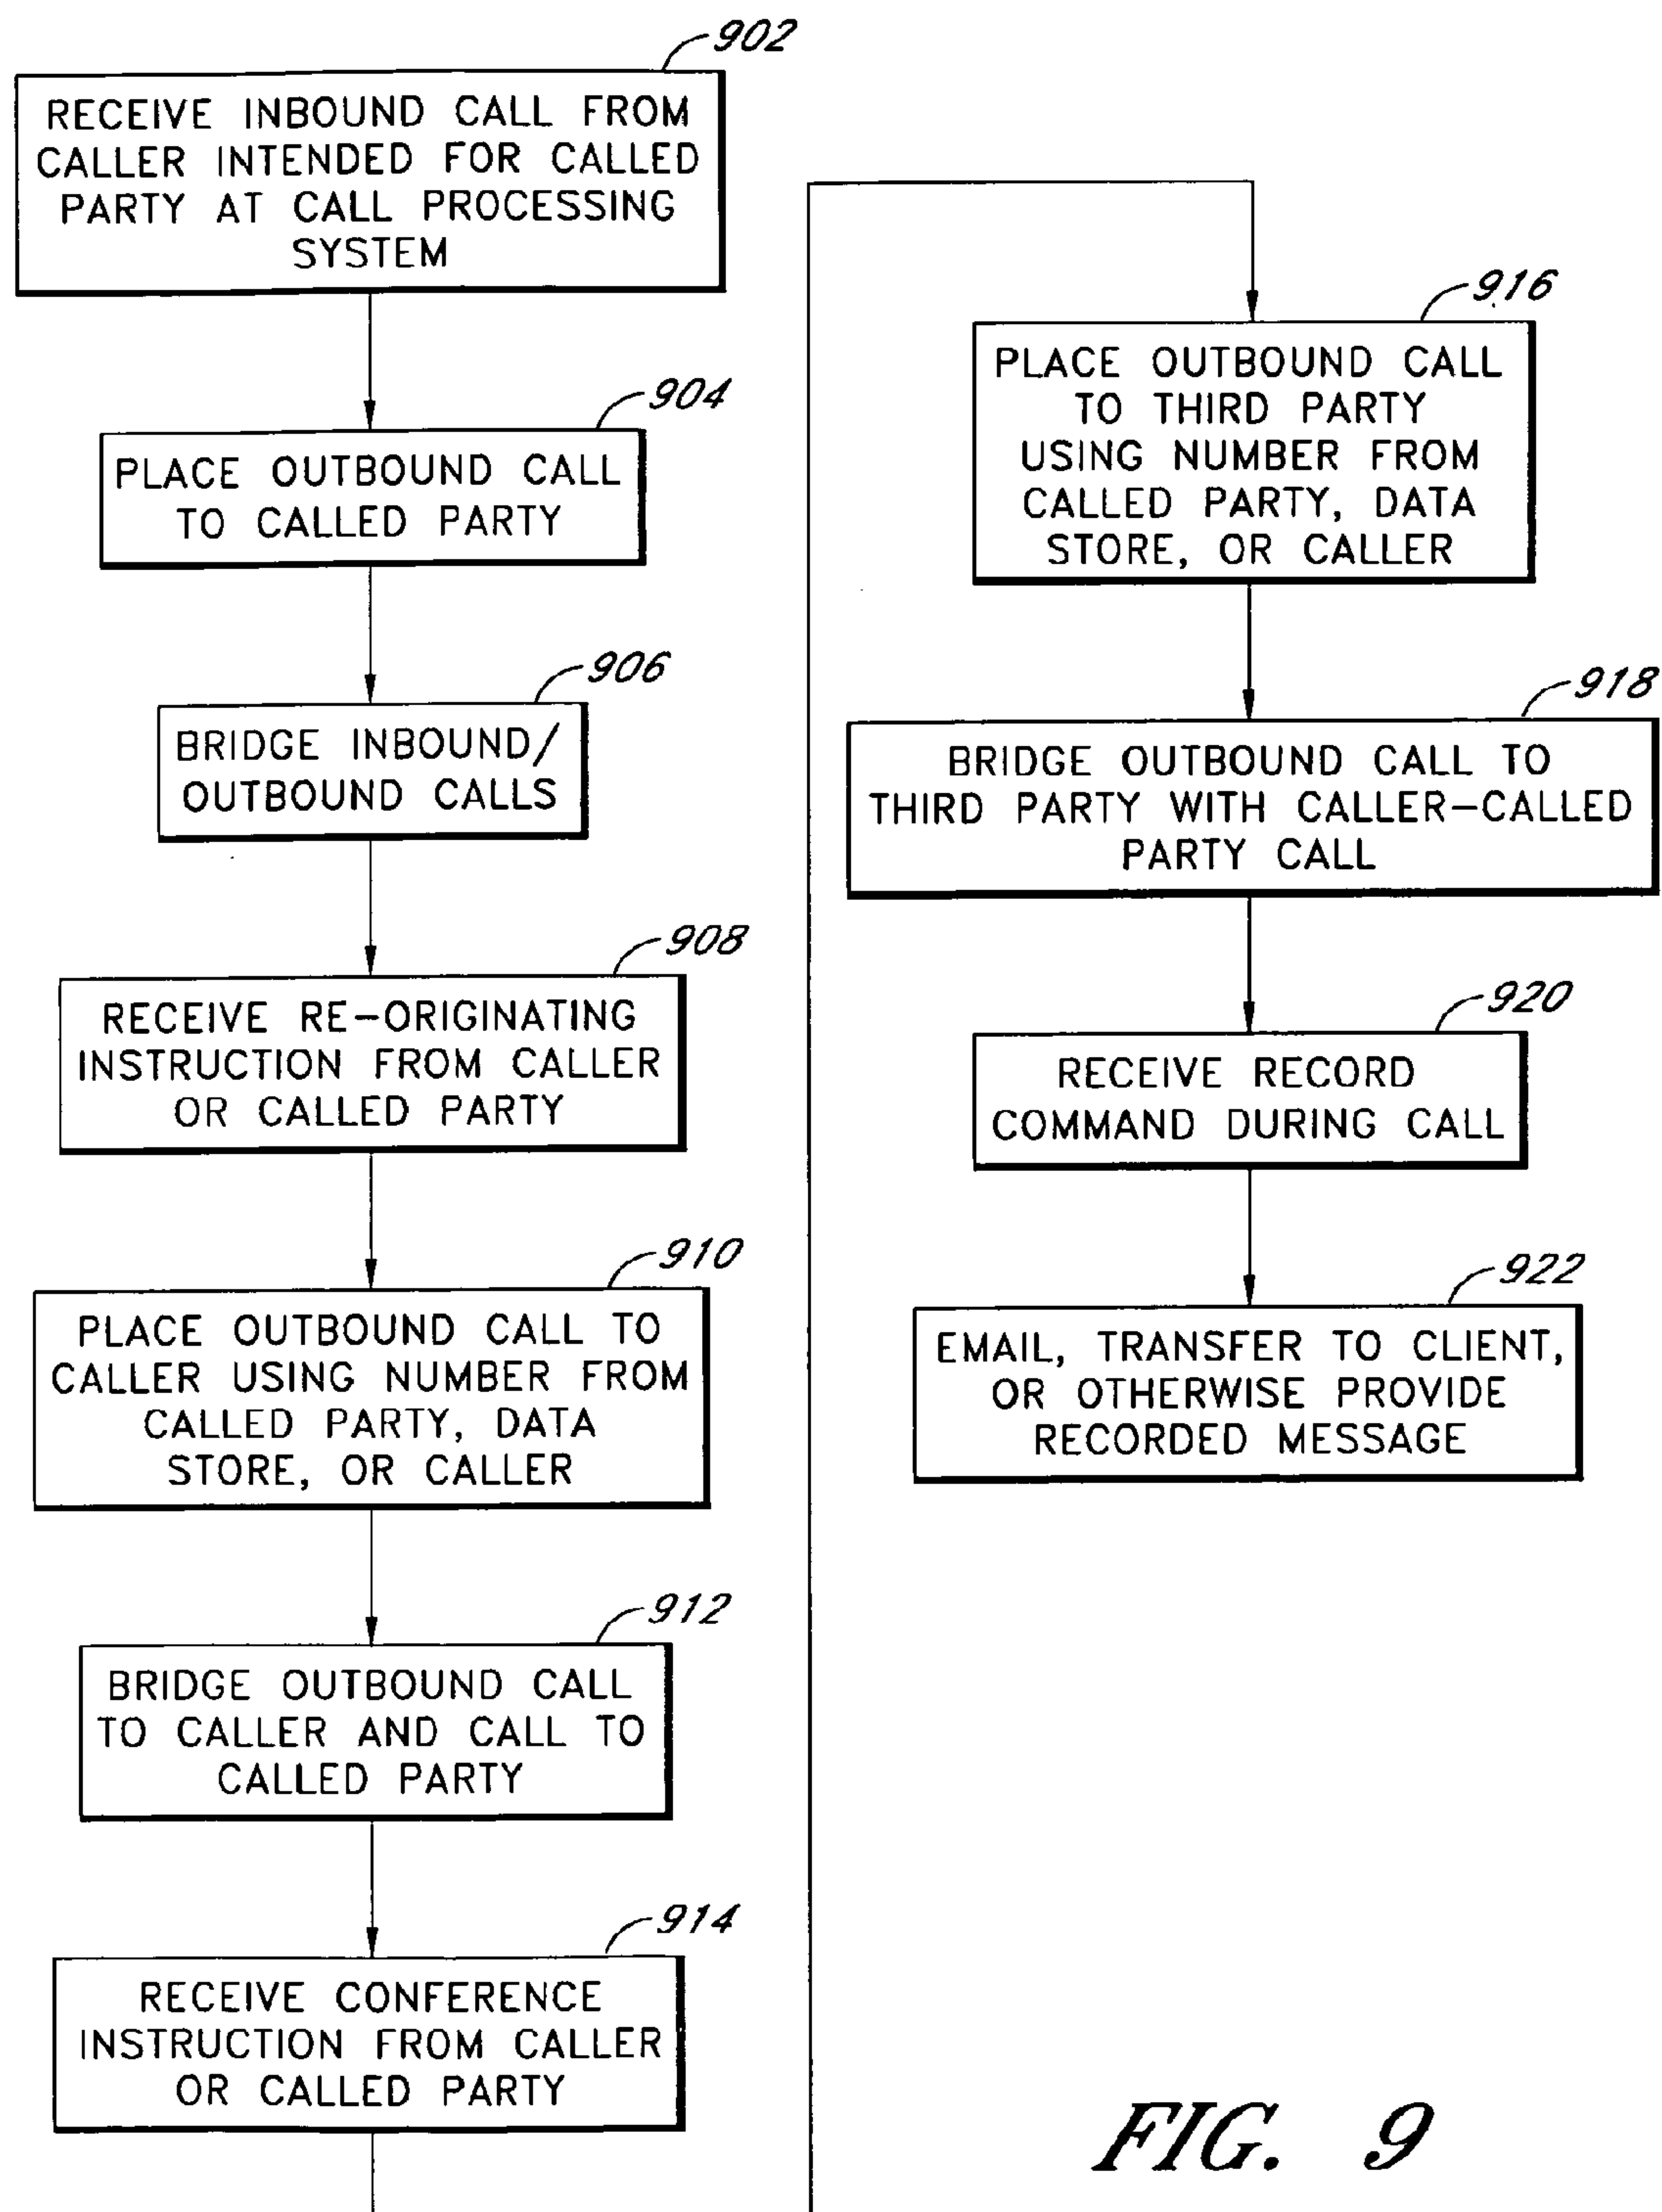 902
RECEIVE INBOUND CALL FROM
CALLER INTENDED FOR CALLED
PARTY AT CALL PROCESSING
SYSTEM
904
PLACE OUTBOUND CALL
TO CALLED PARTY
906
BRIDGE INBOUND/
OUTBOUND CALLS
908
RECEIVE RE-ORIGINATING
INSTRUCTION FROM CALLER
OR CALLED PARTY
910
PLACE OUTBOUND CALL TO
CALLER USING NUMBER FROM
CALLED PARTY, DATA
STORE, OR CALLER
912
BRIDGE OUTBOUND CALL
TO CALLER AND CALL TO
CALLED PARTY
914
RECEIVE CONFERENCE
INSTRUCTION FROM CALLER
OR CALLED PARTY
916
PLACE OUTBOUND CALL
TO THIRD PARTY
USING NUMBER FROM
CALLED PARTY, DATA
STORE, OR CALLER
918
BRIDGE OUTBOUND CALL TO
THIRD PARTY WITH CALLER-CALLED
PARTY CALL
920
RECEIVE RECORD
COMMAND DURING CALL
922
EMAIL, TRANSFER TO CLIENT,
OR OTHERWISE PROVIDE
RECORDED MESSAGE
FIG. 9